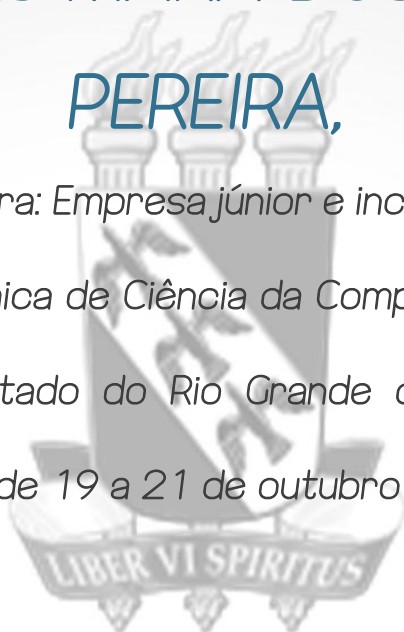 PEREIRA,
ra: Empresa júnior e inc
nica de Ciência da Comp
tado do Rio Grande d
de 19 a 21 de outubro
LIBER VI SPIRITUS